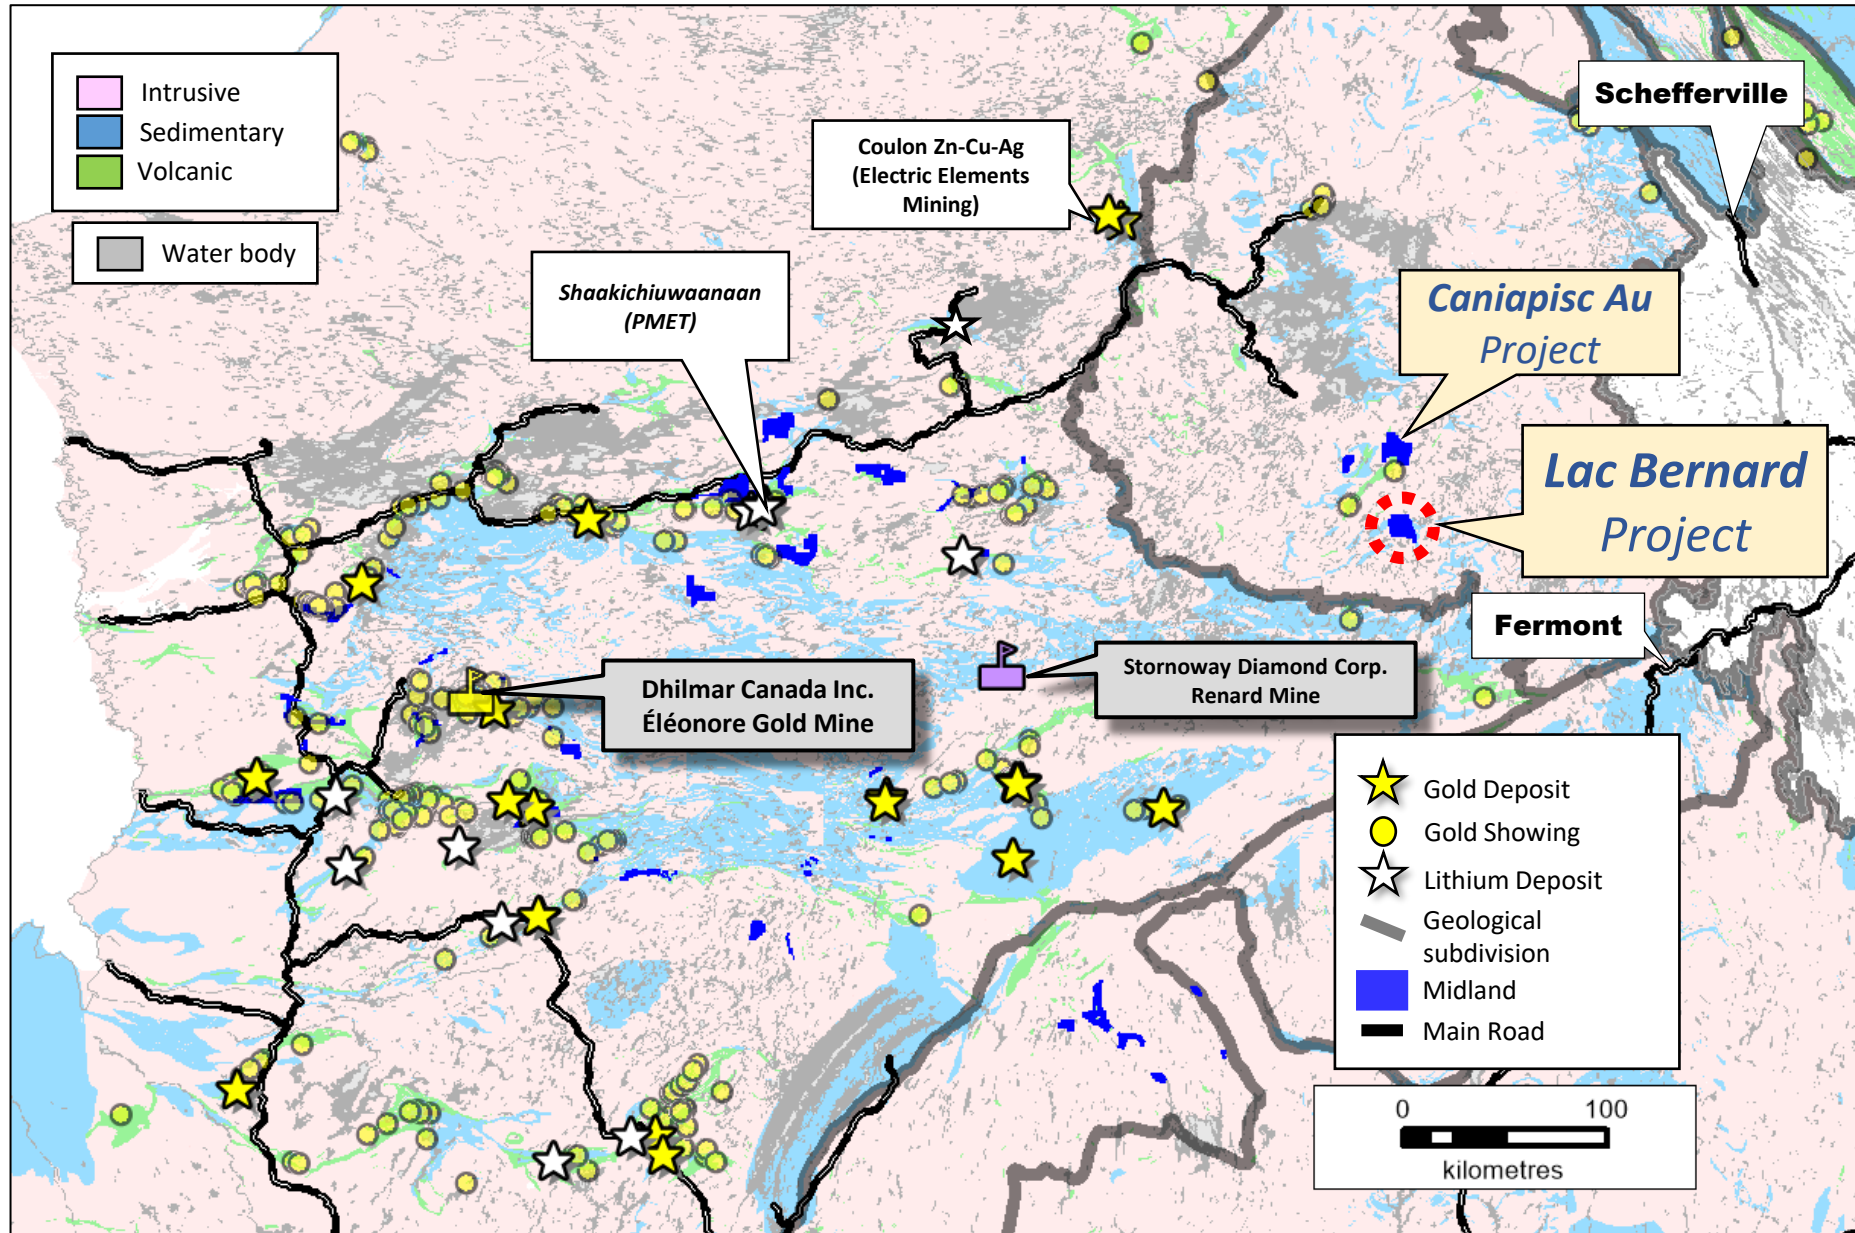 Intrusive
Sedimentary
Volcanic
Water body
Coulon Zn-Cu-Ag
(Electric Elements
Mining)
Schefferville
Shaakichiuwaanaan
(PMET)
Caniapisc Au
Project
Lac Bernard
Project
Fermont
Dhilmar Canada Inc.
Éléonore Gold Mine
Stornoway Diamond Corp.
Renard Mine
Gold Deposit
Gold Showing
Lithium Deposit
Geological
subdivision
Midland
Main Road
0 100
kilometres